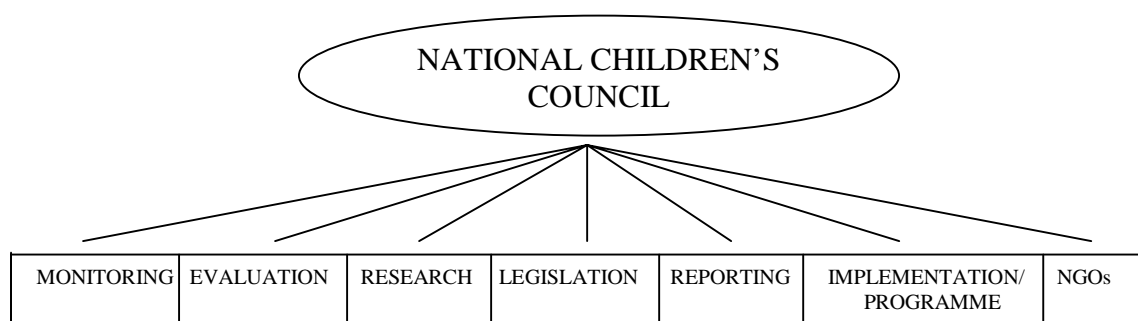 NATIONAL CHILDREN’S
COUNCIL
MONITORING
EVALUATION
RESEARCH
LEGISLATION
REPORTING
IMPLEMENTATION/
PROGRAMME
NGOs